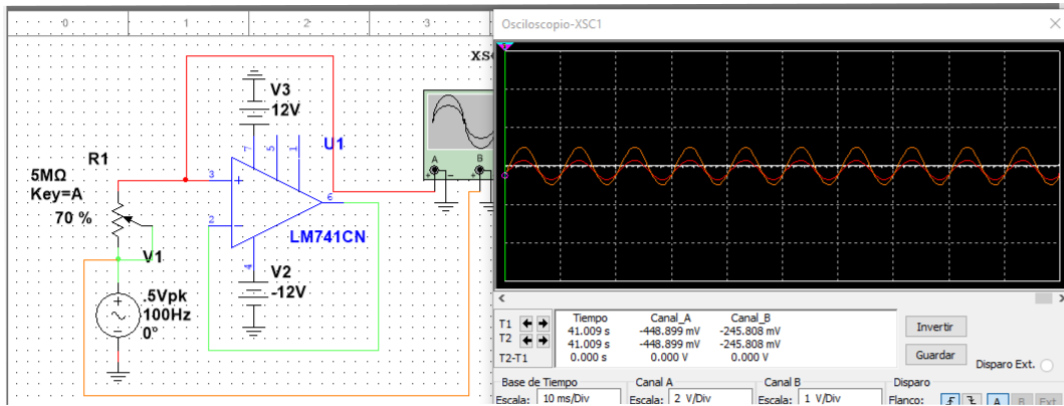 0 1 2 3
Osciloscopio-XSC1
V3
12V
7 5 1
U1
R1
5MΩ
Key=A
70 %
3
2
6
4
LM741CN
A B
V1
V2
-12V
.5Vpk
100Hz
0°
T1
T2
T2-T1
Tiempo Canal_A Canal_B
41.009 s -448.899 mV -245.808 mV
41.009 s -448.899 mV -245.808 mV
0.000 s 0.000 V 0.000 V
Invertir
Guardar
Disparo Ext.
Base de Tiempo
Escala: 10 ms/Div
Canal A
Escala: 2 V/Div
Canal B
Escala: 1 V/Div
Disparo
Flanco: A B Ext